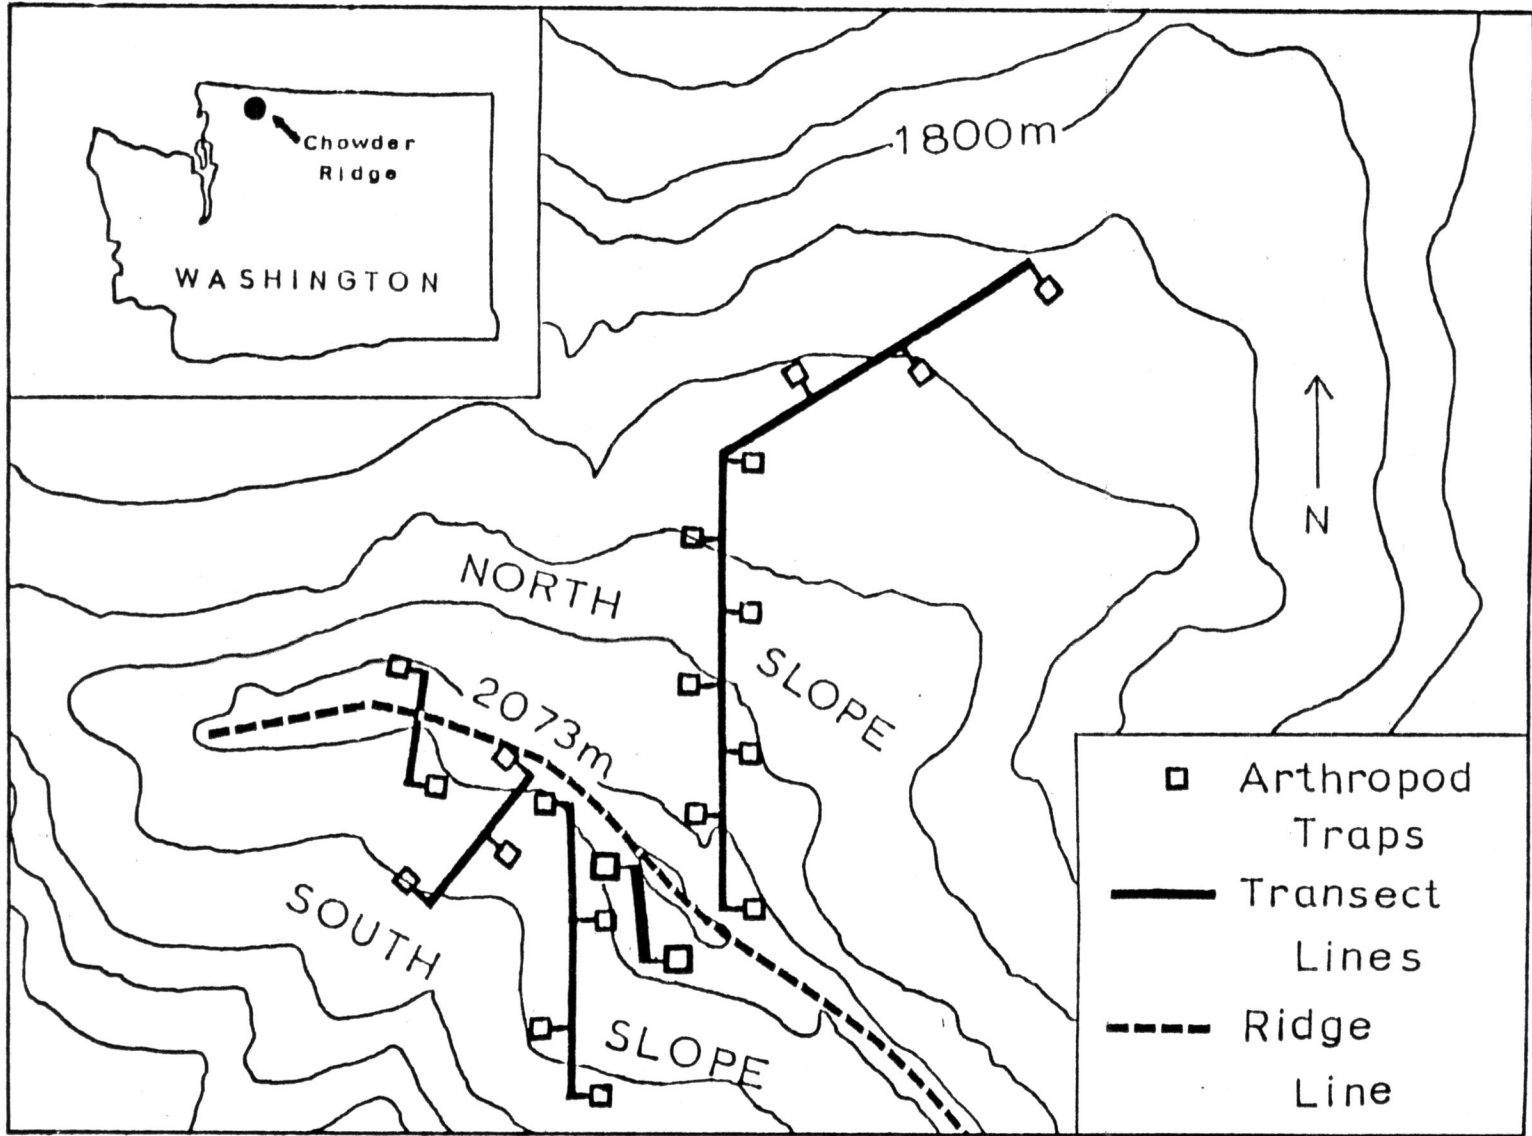 Chowder
Ridge
WASHINGTON
1800m
N
NORTH
SLOPE
2073m
SOUTH
SLOPE
Arthropod
Traps
Transect
Lines
Ridge
Line